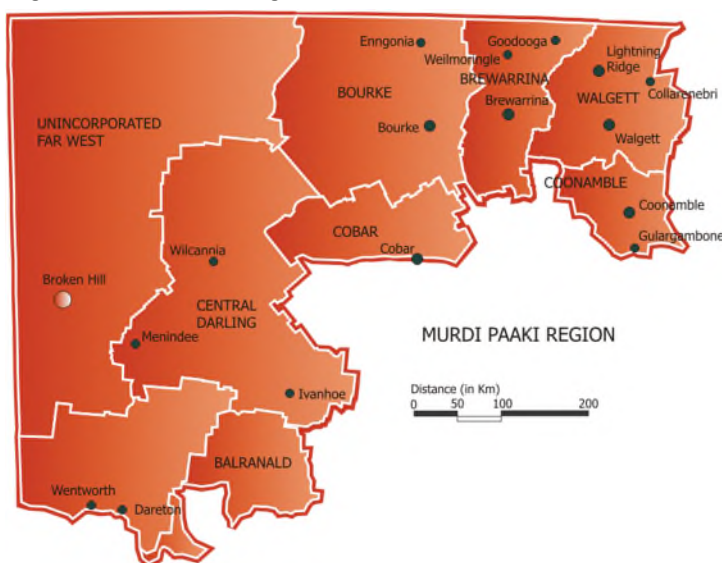 Enngonia
Goodooga
Weilmoringle
Lightning
Ridge
BREWARRINA
Collarenebri
BOURKE
WALGETT
Brewarrina
UNINCORPORATED
FAR WEST
Bourke
Walgett
COONAMBLE
Coonamble
COBAR
Gulargambone
Cobar
Wilcannia
Broken Hill
CENTRAL
DARLING
MURDI PAAKI REGION
Menindee
Distance (in Km)
0 50 100 200
Ivanhoe
BALRANALD
Wentworth
Dareton